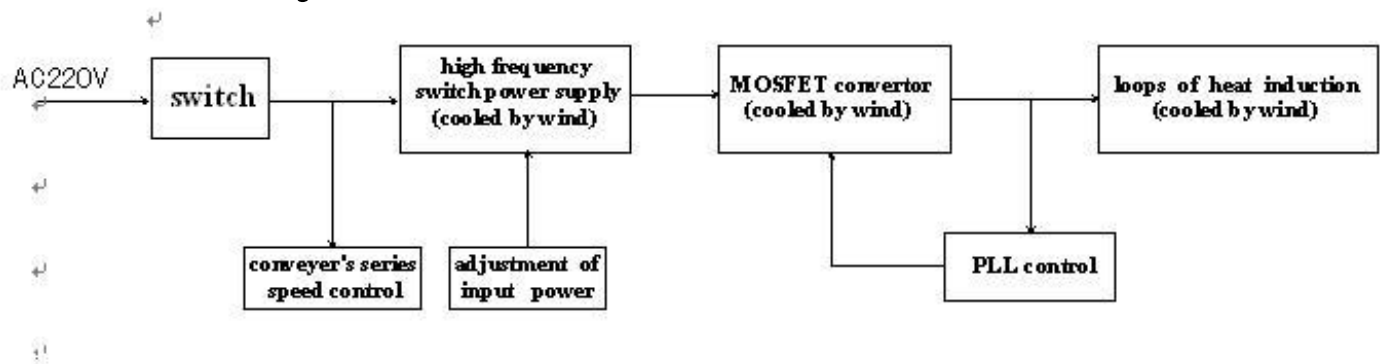 AC220V
switch
high frequency
switch power supply
(cooled by wind)
MOSFET convertor
(cooled by wind)
loops of heat induction
(cooled by wind)
conveyer's series
speed control
adjustment of
input power
PLL control